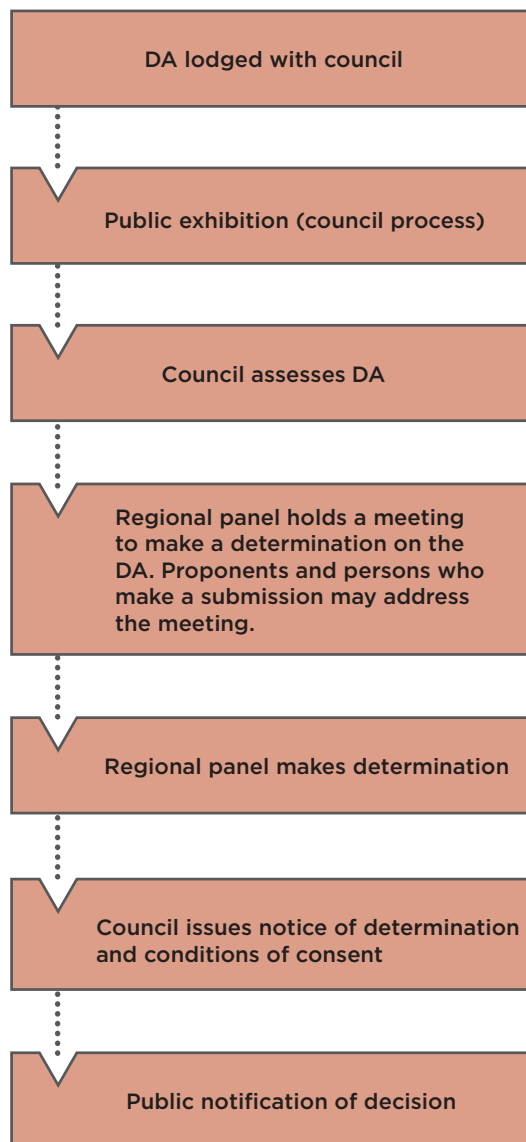 DA lodged with council
Public exhibition (council process)
Council assesses DA
Regional panel holds a meeting
to make a determination on the
DA. Proponents and persons who
make a submission may address
the meeting.
Regional panel makes determination
Council issues notice of determination
and conditions of consent
Public notification of decision